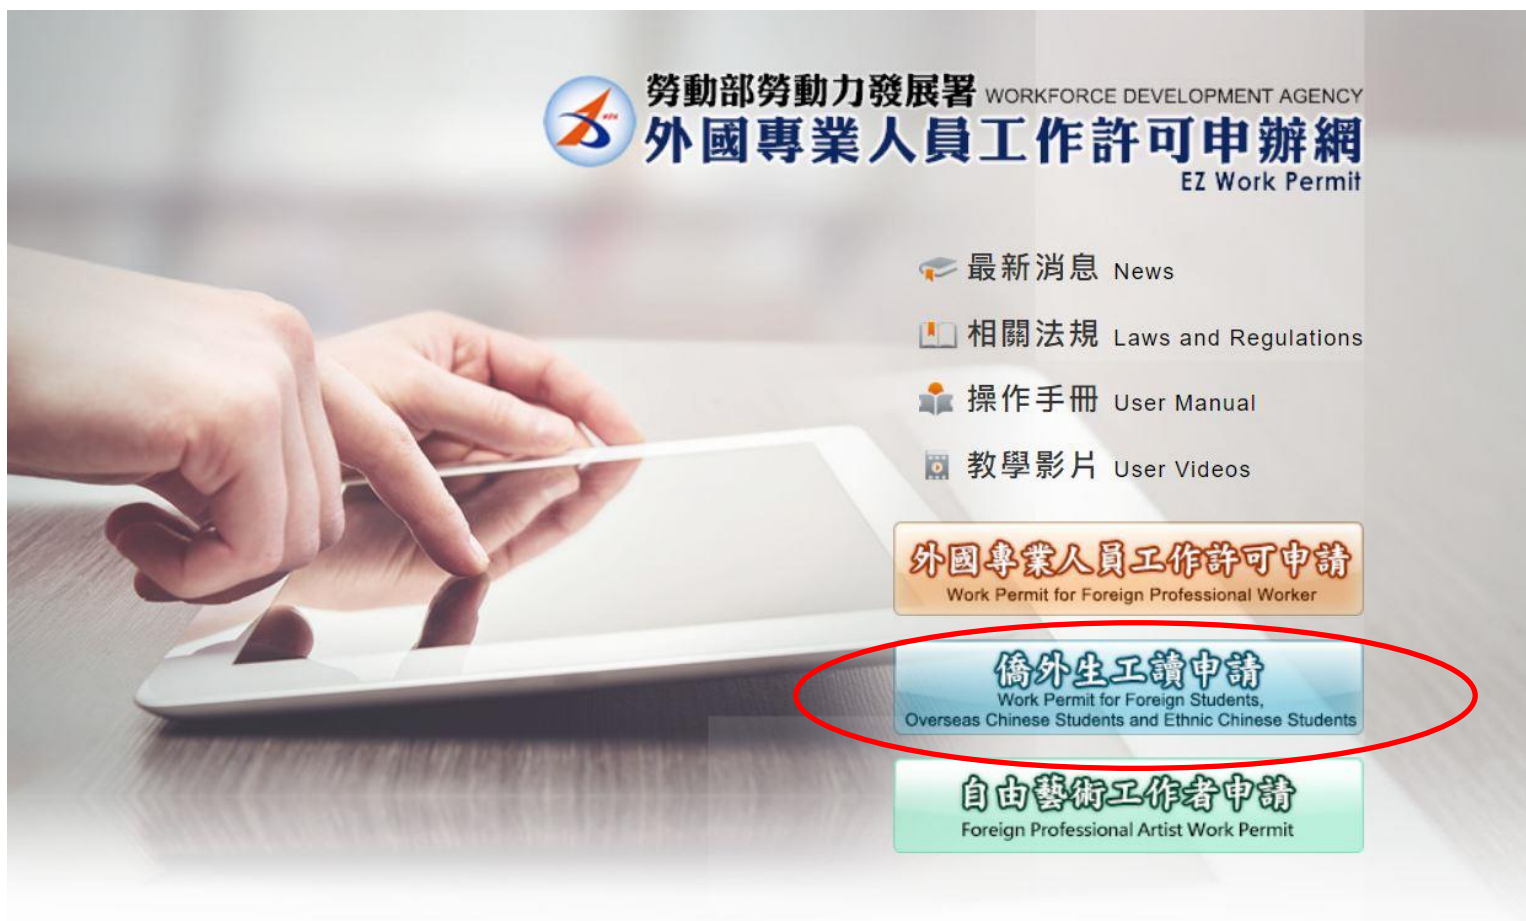 勞動部勞動力發展署 WORKFORCE DEVELOPMENT AGENCY
外國專業人員工作許可申辦網
EZ Work Permit
最新消息 News
相關法規 Laws and Regulations
操作手冊 User Manual
教學影片 User Videos
外國專業人員工作許可申請
Work Permit for Foreign Professional Worker
僑外生工讀申請
Work Permit for Foreign Students,
Overseas Chinese Students and Ethnic Chinese Students
自由藝術工作者申請
Foreign Professional Artist Work Permit